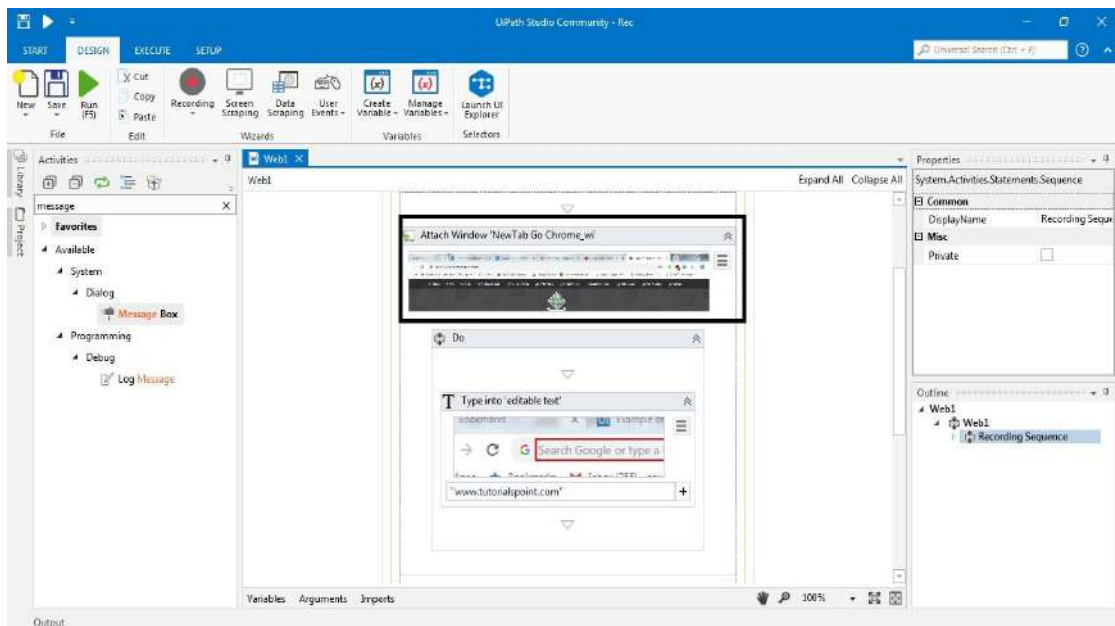 UiPath Studio Community - Rec
START DESIGN EXECUTE SETUP
Universal Search (Ctrl + F)
New Save Run (F5) Cut Copy Paste Recording Screen Scraping Data Scraping User Events Create Variable Manage Variables Launch UI Explorer
File Edit Wizards Variables Selectors
Library
Project
Activities
message
Favorites
Available
System
Dialog
Message Box
Programming
Debug
Log Message
Web1
Web1 Expand All Collapse All
Attach Window 'NewTab Go Chrome_wi'
Do
Type into 'editable text'
Bookmarks
Search Google or type a
"www.tutorialspoint.com"
Variables Arguments Imports 100%
Properties
System.Activities.Statements.Sequence
Common
DisplayName Recording Seque
Misc
Private
Outline
Web1
Web1
Recording Sequence
Output